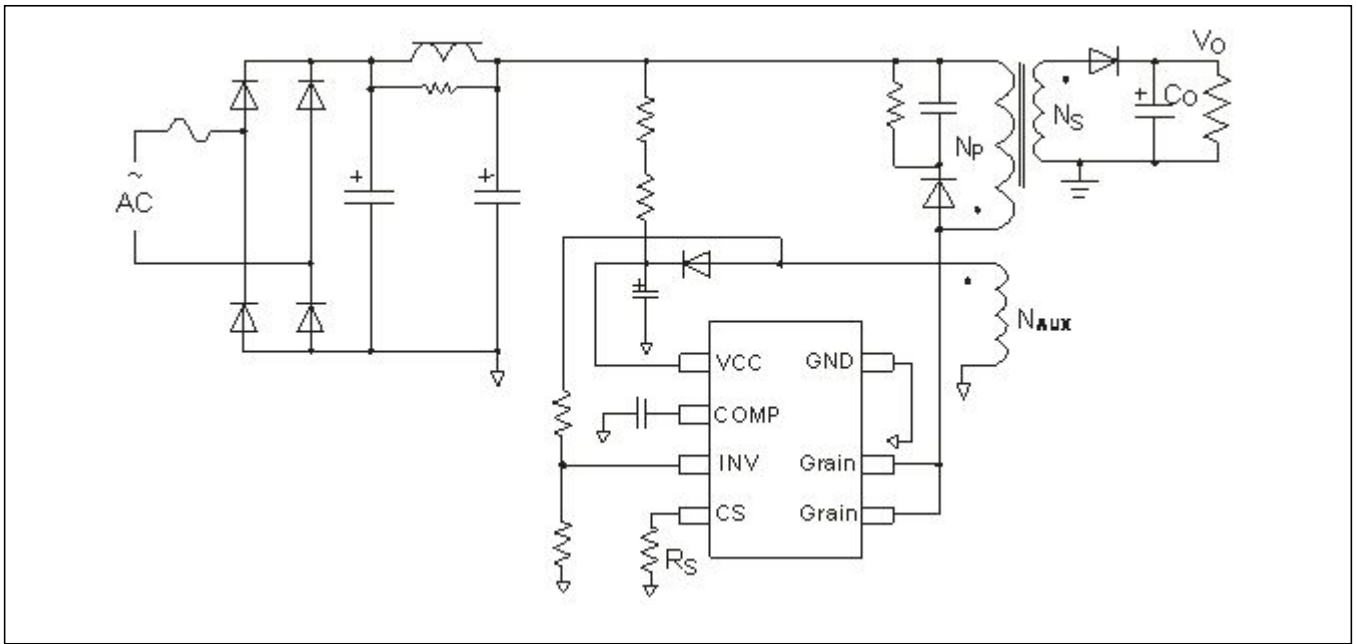 VO
CO
NS
NP
~
AC
NAUX
VCC GND
COMP
INV Grain
CS Grain
RS